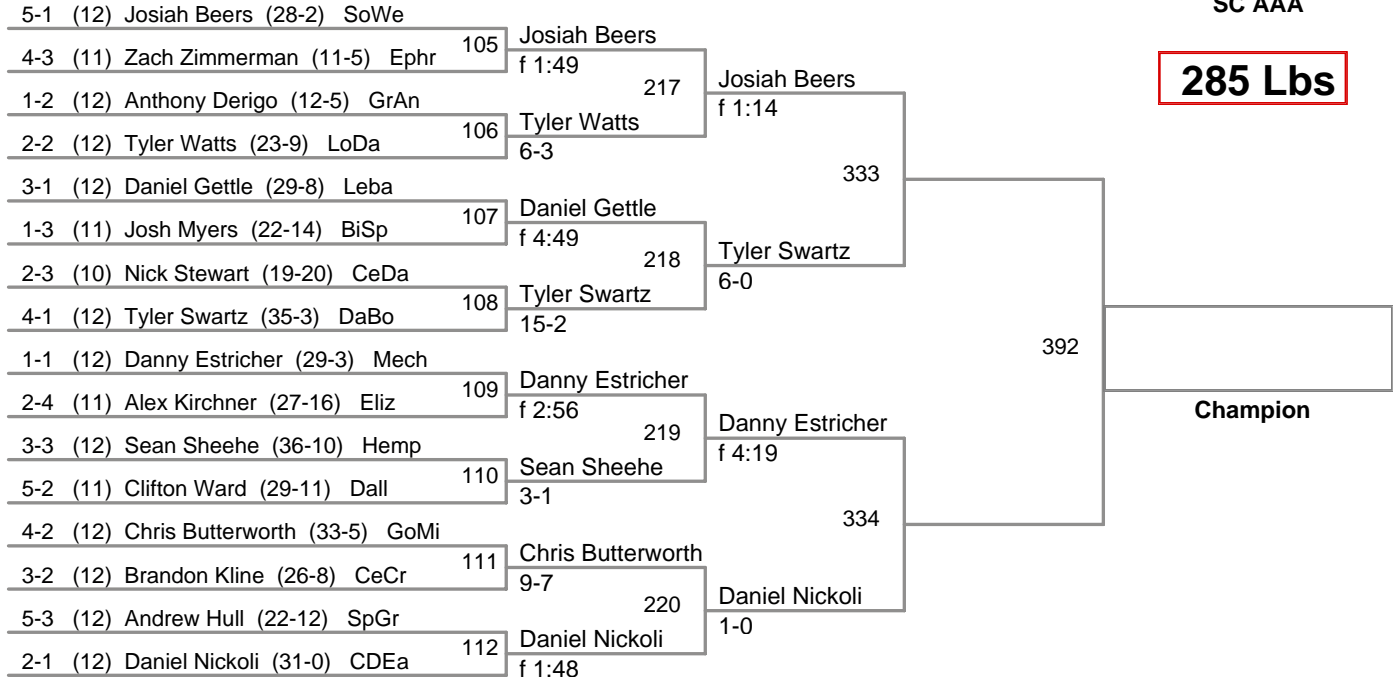 SC AAA
285 Lbs
5-1 (12) Josiah Beers (28-2) SoWe
4-3 (11) Zach Zimmerman (11-5) Ephr
1-2 (12) Anthony Derigo (12-5) GrAn
2-2 (12) Tyler Watts (23-9) LoDa
3-1 (12) Daniel Gettle (29-8) Leba
1-3 (11) Josh Myers (22-14) BiSp
2-3 (10) Nick Stewart (19-20) CeDa
4-1 (12) Tyler Swartz (35-3) DaBo
1-1 (12) Danny Estricher (29-3) Mech
2-4 (11) Alex Kirchner (27-16) Eliz
3-3 (12) Sean Sheehe (36-10) Hemp
5-2 (11) Clifton Ward (29-11) Dall
4-2 (12) Chris Butterworth (33-5) GoMi
3-2 (12) Brandon Kline (26-8) CeCr
5-3 (12) Andrew Hull (22-12) SpGr
2-1 (12) Daniel Nickoli (31-0) CDEa
105
Josiah Beers
f 1:49
106
Tyler Watts
6-3
107
Daniel Gettle
f 4:49
108
Tyler Swartz
15-2
109
Danny Estricher
f 2:56
110
Sean Sheehe
3-1
111
Chris Butterworth
9-7
112
Daniel Nickoli
f 1:48
217
Josiah Beers
f 1:14
218
Tyler Swartz
6-0
219
Danny Estricher
f 4:19
220
Daniel Nickoli
1-0
333
334
392
Champion